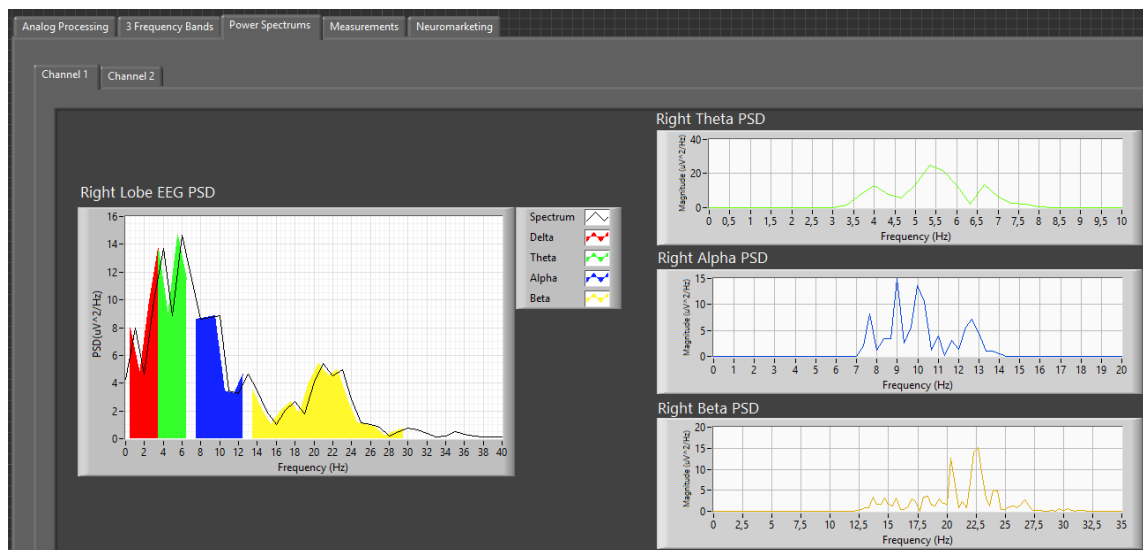 Analog Processing 3 Frequency Bands Power Spectrums Measurements Neuromarketing
Channel 1 Channel 2
Right Lobe EEG PSD
PSD(uV^2/Hz)
16
14
12
10
8
6
4
2
0
0 2 4 6 8 10 12 14 16 18 20 22 24 26 28 30 32 34 36 38 40
Frequency (Hz)
Spectrum
Delta
Theta
Alpha
Beta
Right Theta PSD
Magnitude (uV^2/Hz)
40
20
0
0 0,5 1 1,5 2 2,5 3 3,5 4 4,5 5 5,5 6 6,5 7 7,5 8 8,5 9 9,5 10
Frequency (Hz)
Right Alpha PSD
Magnitude (uV^2/Hz)
15
10
5
0
0 1 2 3 4 5 6 7 8 9 10 11 12 13 14 15 16 17 18 19 20
Frequency (Hz)
Right Beta PSD
Magnitude (uV^2/Hz)
20
15
10
5
0
0 2,5 5 7,5 10 12,5 15 17,5 20 22,5 25 27,5 30 32,5 35
Frequency (Hz)